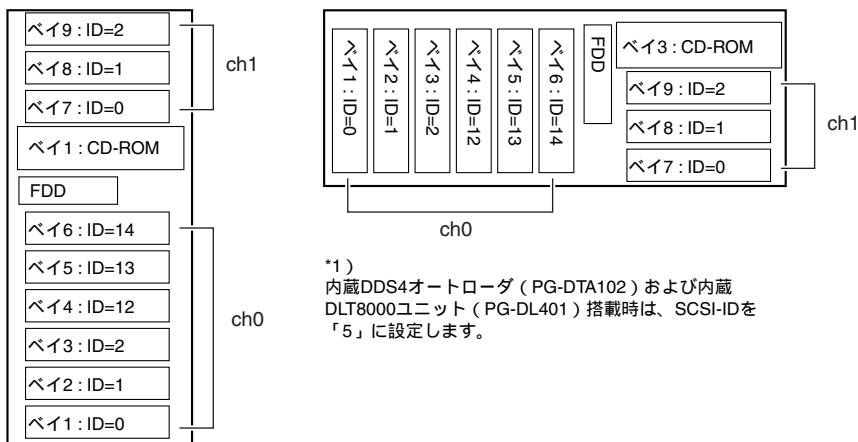 ベイ9 : ID=2
ベイ8 : ID=1
ベイ7 : ID=0
ch1
ベイ1 : CD-ROM
FDD
ベイ6 : ID=14
ベイ5 : ID=13
ベイ4 : ID=12
ベイ3 : ID=2
ベイ2 : ID=1
ベイ1 : ID=0
ch0
ベイ1 : ID=0
ベイ2 : ID=1
ベイ3 : ID=2
ベイ4 : ID=12
ベイ5 : ID=13
ベイ6 : ID=14
ch0
FDD
ベイ3 : CD-ROM
ベイ9 : ID=2
ベイ8 : ID=1
ベイ7 : ID=0
ch1
*1）
内蔵DDS4オートローダ（PG-DTA102）および内蔵
DLT8000ユニット（PG-DL401）搭載時は、SCSI-IDを
「5」に設定します。